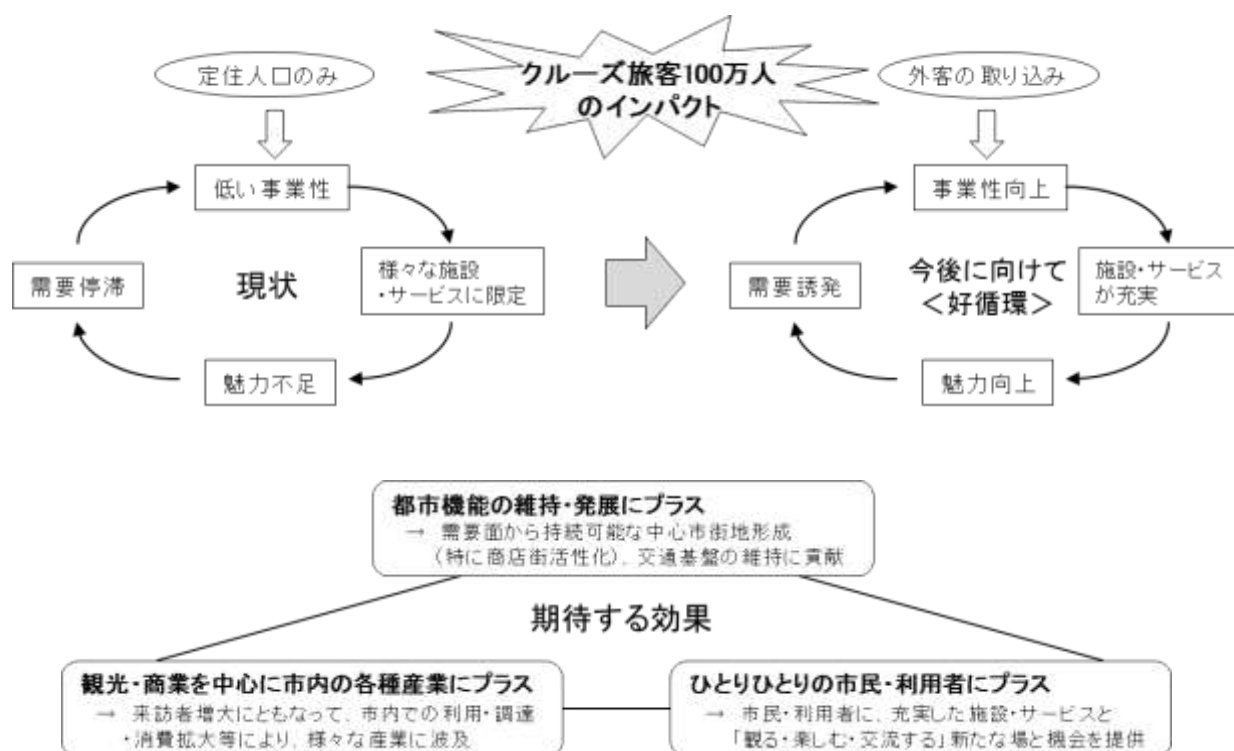 クルーズ旅客100万人
のインパクト
定住人口のみ
低い事業性
様々な施設
・サービスに限定
魅力不足
需要停滞
現状
外客の取り込み
事業性向上
施設・サービス
が充実
魅力向上
需要誘発
今後に向けて
＜好循環＞
都市機能の維持・発展にプラス
→ 需要面から持続可能な中心市街地形成
（特に商店街活性化）、交通基盤の維持に貢献
期待する効果
観光・商業を中心に市内の各種産業にプラス
→ 来訪者増大にともなって、市内での利用・調達
・消費拡大等により、様々な産業に波及
ひとりひとりの市民・利用者にプラス
→ 市民・利用者に、充実した施設・サービスと
「観る・楽しむ・交流する」新たな場と機会を提供